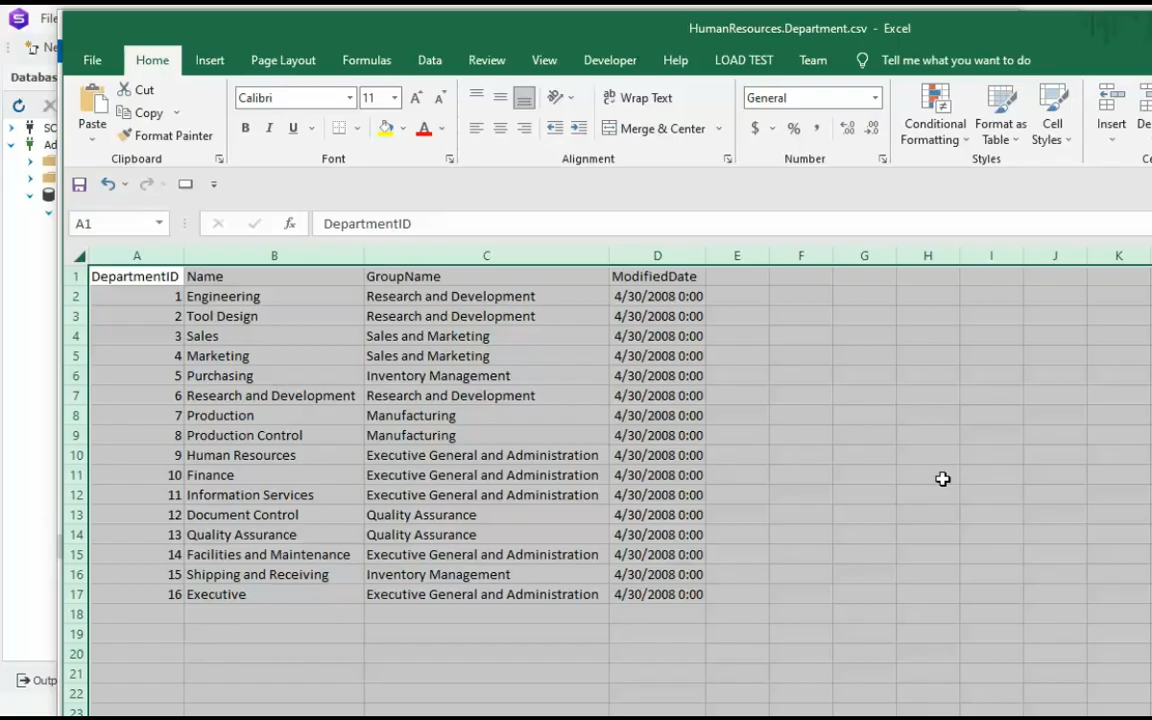 File
HumanResources.Department.csv - Excel
Ne
File Home Insert Page Layout Formulas Data Review View Developer Help LOAD TEST Team Tell me what you want to do
Databas
Paste Cut Copy Format Painter
Calibri 11
B I U A
Wrap Text
Merge & Center
General
$ % ,
Conditional Formatting
Format as Table
Cell Styles
Insert
De
Clipboard Font Alignment Number Styles Ce
SC
Ad
A1 fx DepartmentID
A B C D E F G H I J K
1 DepartmentID Name GroupName ModifiedDate
2 1 Engineering Research and Development 4/30/2008 0:00
3 2 Tool Design Research and Development 4/30/2008 0:00
4 3 Sales Sales and Marketing 4/30/2008 0:00
5 4 Marketing Sales and Marketing 4/30/2008 0:00
6 5 Purchasing Inventory Management 4/30/2008 0:00
7 6 Research and Development Research and Development 4/30/2008 0:00
8 7 Production Manufacturing 4/30/2008 0:00
9 8 Production Control Manufacturing 4/30/2008 0:00
10 9 Human Resources Executive General and Administration 4/30/2008 0:00
11 10 Finance Executive General and Administration 4/30/2008 0:00
12 11 Information Services Executive General and Administration 4/30/2008 0:00
13 12 Document Control Quality Assurance 4/30/2008 0:00
14 13 Quality Assurance Quality Assurance 4/30/2008 0:00
15 14 Facilities and Maintenance Executive General and Administration 4/30/2008 0:00
16 15 Shipping and Receiving Inventory Management 4/30/2008 0:00
17 16 Executive Executive General and Administration 4/30/2008 0:00
18
19
20
21
22
23
Outp